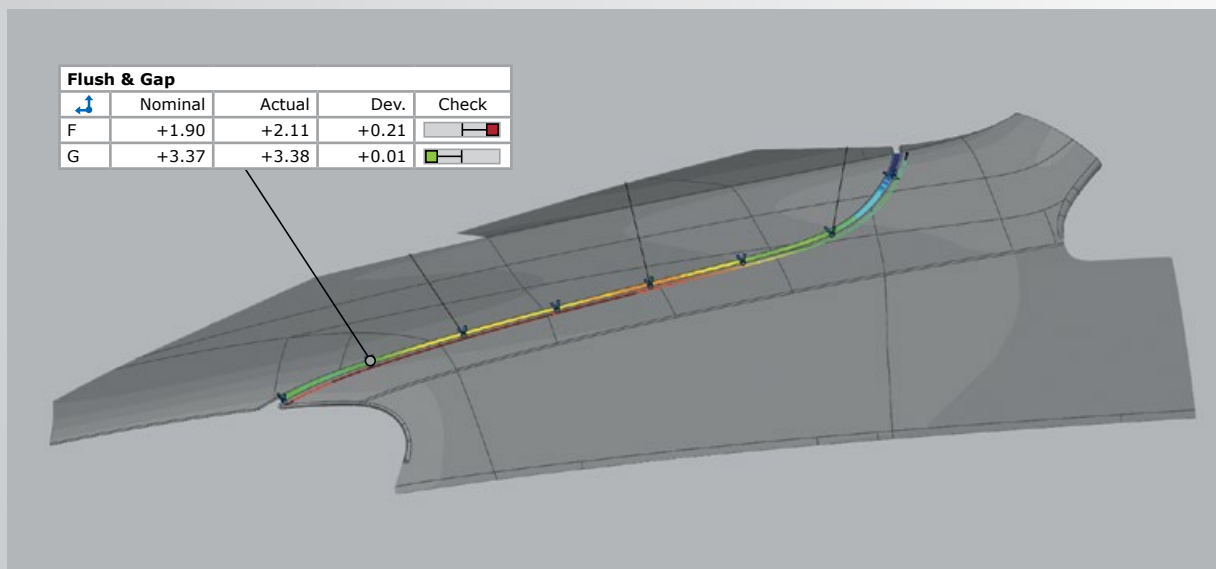 Flush & Gap
Nominal Actual Dev. Check
F +1.90 +2.11 +0.21
G +3.37 +3.38 +0.01